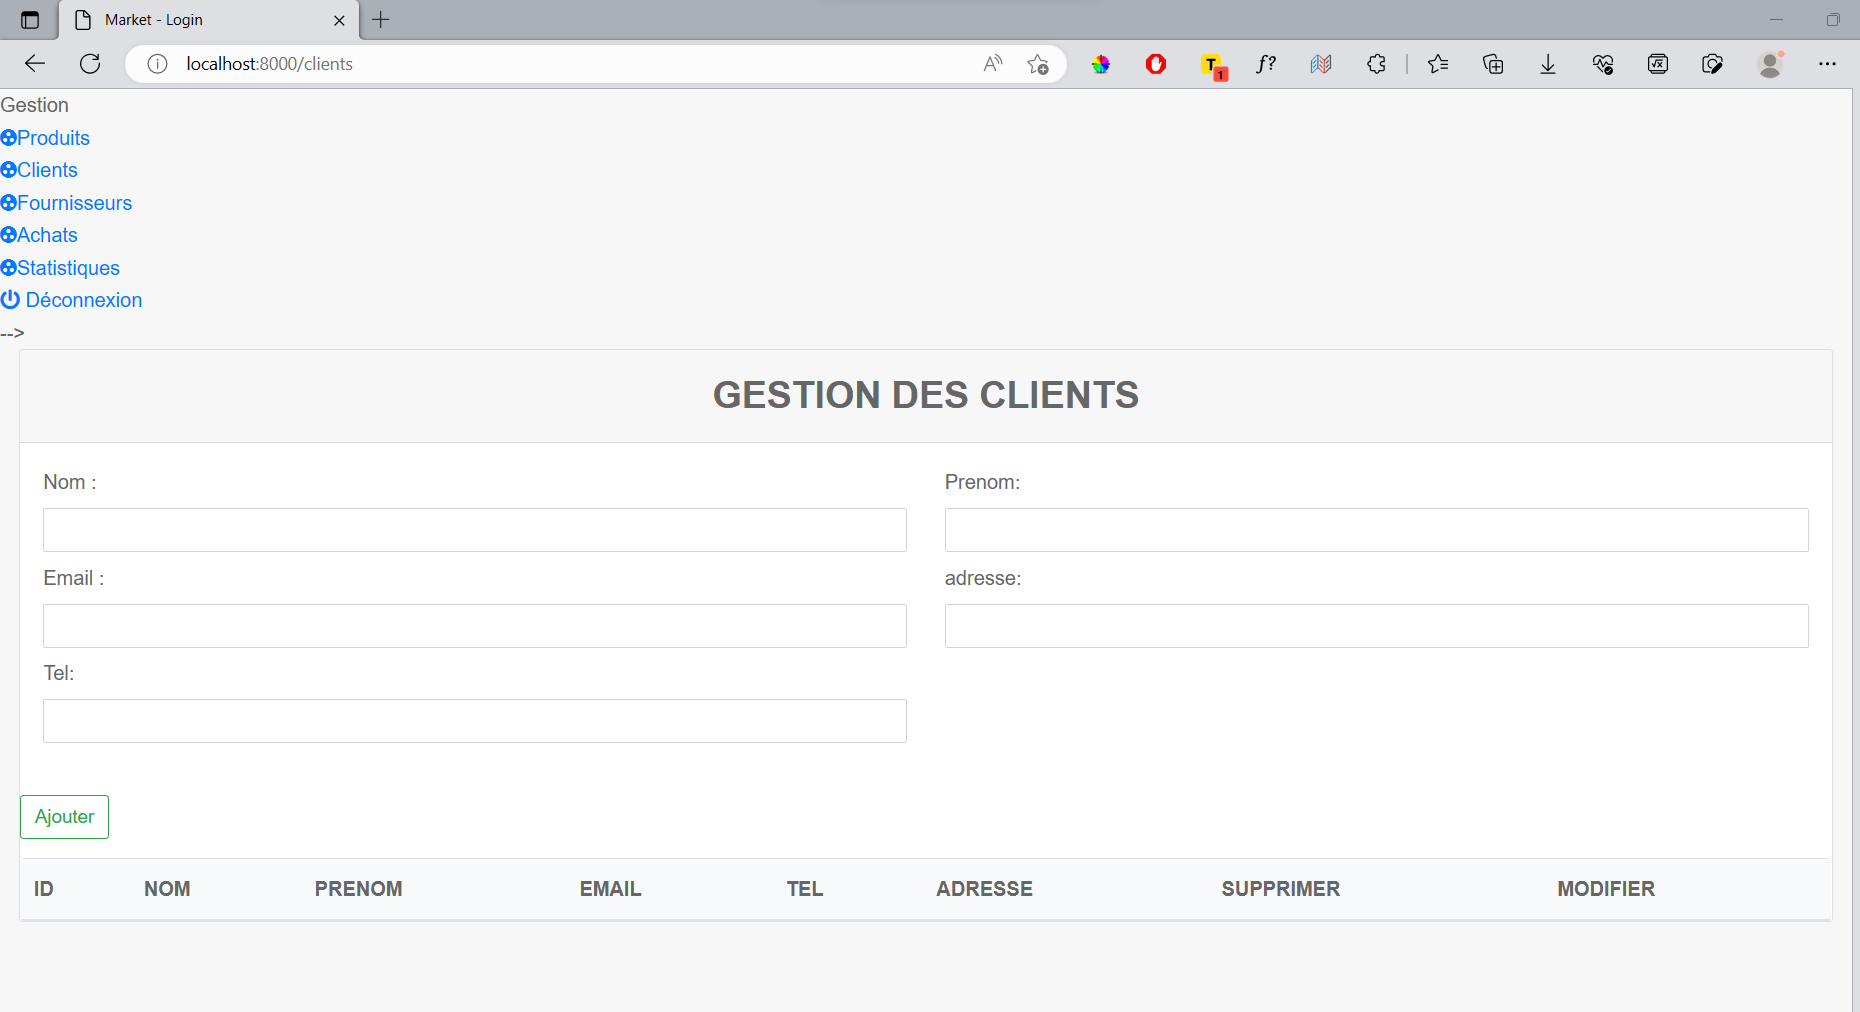 Market - Login
localhost:8000/clients
T 1
f?
Gestion
Produits
Clients
Fournisseurs
Achats
Statistiques
Déconnexion
-->
GESTION DES CLIENTS
Nom : Prenom:
Email : adresse:
Tel:
Ajouter
ID NOM PRENOM EMAIL TEL ADRESSE SUPPRIMER MODIFIER